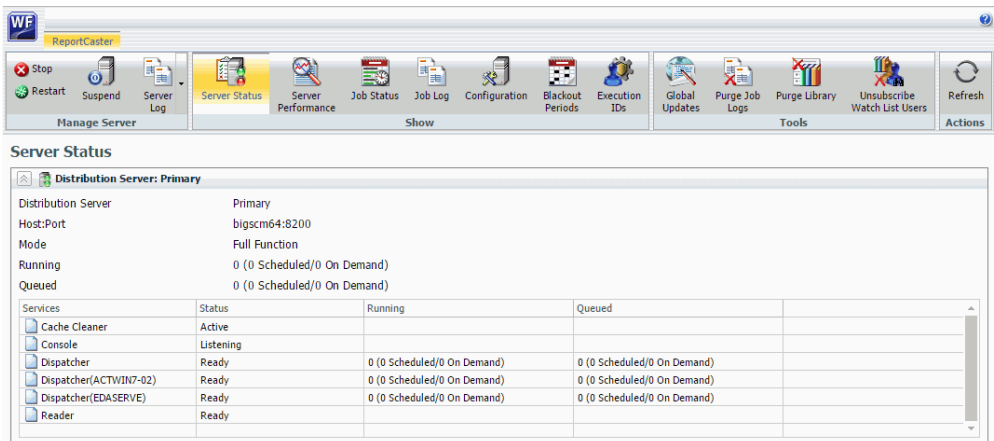 WF
ReportCaster
Stop
Restart
Suspend
Server Log
Manage Server
Server Status
Server Performance
Job Status
Job Log
Configuration
Blackout Periods
Execution IDs
Show
Global Updates
Purge Job Logs
Purge Library
Unsubscribe Watch List Users
Tools
Refresh
Actions
Server Status
Distribution Server: Primary
Distribution Server Primary
Host:Port bigscm64:8200
Mode Full Function
Running 0 (0 Scheduled/0 On Demand)
Queued 0 (0 Scheduled/0 On Demand)
Services Status Running Queued
Cache Cleaner Active
Console Listening
Dispatcher Ready 0 (0 Scheduled/0 On Demand) 0 (0 Scheduled/0 On Demand)
Dispatcher(ACTWIN7-02) Ready 0 (0 Scheduled/0 On Demand) 0 (0 Scheduled/0 On Demand)
Dispatcher(EDASERVE) Ready 0 (0 Scheduled/0 On Demand) 0 (0 Scheduled/0 On Demand)
Reader Ready